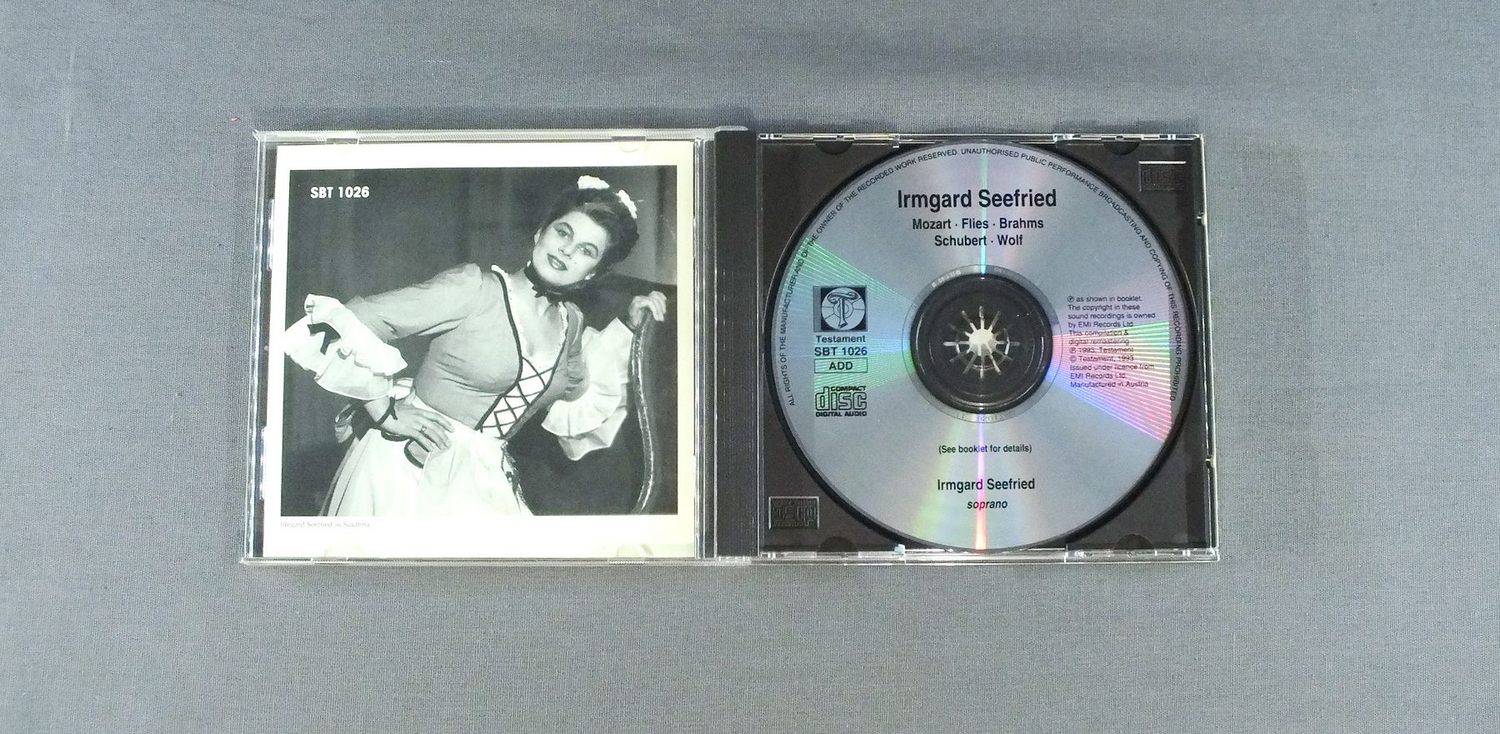 SBT 1026
Irmgard Seefried as Susanna
ALL RIGHTS OF THE MANUFACTURER AND OF THE OWNER OF THE RECORDED WORK RESERVED. UNAUTHORISED PUBLIC PERFORMANCE BROADCASTING AND COPYING OF THIS RECORDING PROHIBITED
Irmgard Seefried
Mozart · Flies · Brahms
Schubert · Wolf
Testament
SBT 1026
ADD
COMPACT
disc
DIGITAL AUDIO
℗ as shown in booklet.
The copyright in these
sound recordings is owned
by EMI Records Ltd
This compilation &
digital remastering
℗ 1993, Testament
© Testament, 1993
Issued under licence from
EMI Records Ltd
Manufactured in Austria
(See booklet for details)
Irmgard Seefried
soprano